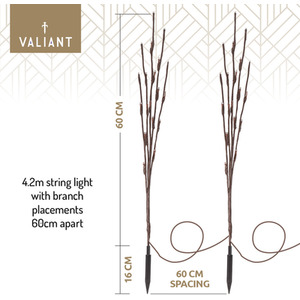 VALIANT
60 CM
4.2m string light
with branch
placements
60cm apart
16 CM
60 CM
SPACING